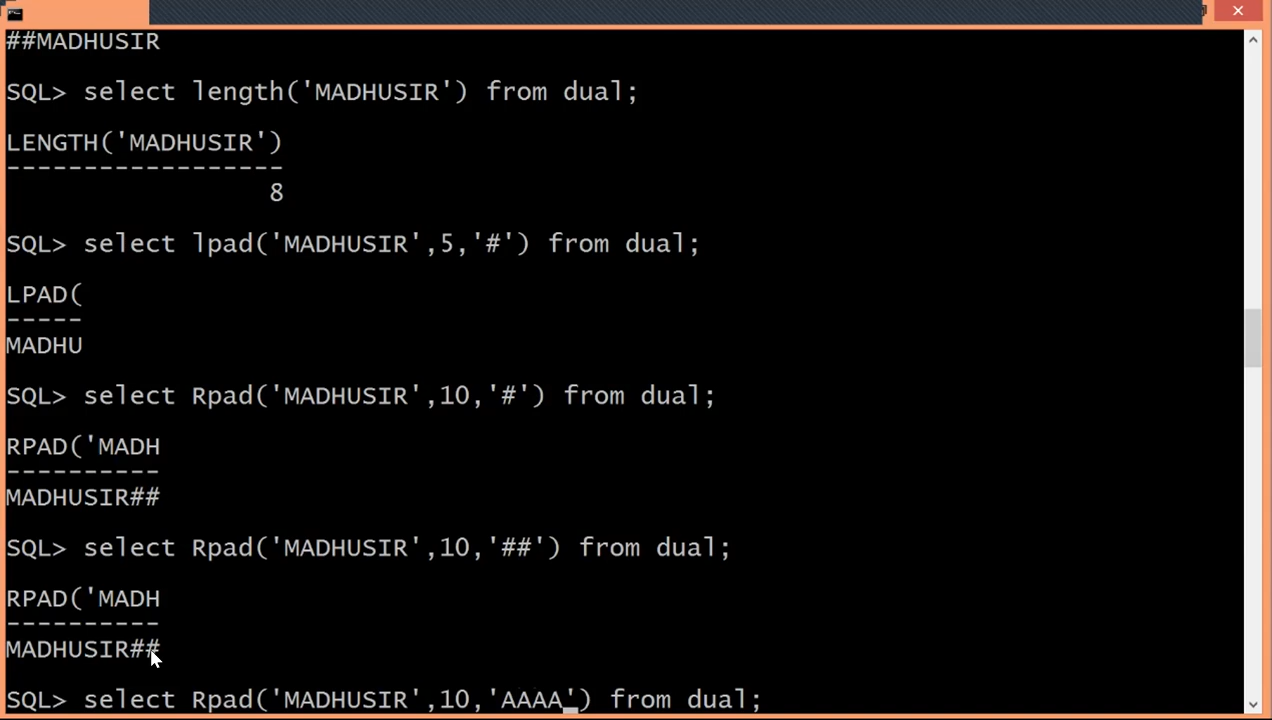 ##MADHUSIR
SQL> select length('MADHUSIR') from dual;
LENGTH('MADHUSIR')
------------------
8
SQL> select lpad('MADHUSIR',5,'#') from dual;
LPAD(
-----
MADHU
SQL> select Rpad('MADHUSIR',10,'#') from dual;
RPAD('MADH
----------
MADHUSIR##
SQL> select Rpad('MADHUSIR',10,'##') from dual;
RPAD('MADH
----------
MADHUSIR##
SQL> select Rpad('MADHUSIR',10,'AAAA') from dual;